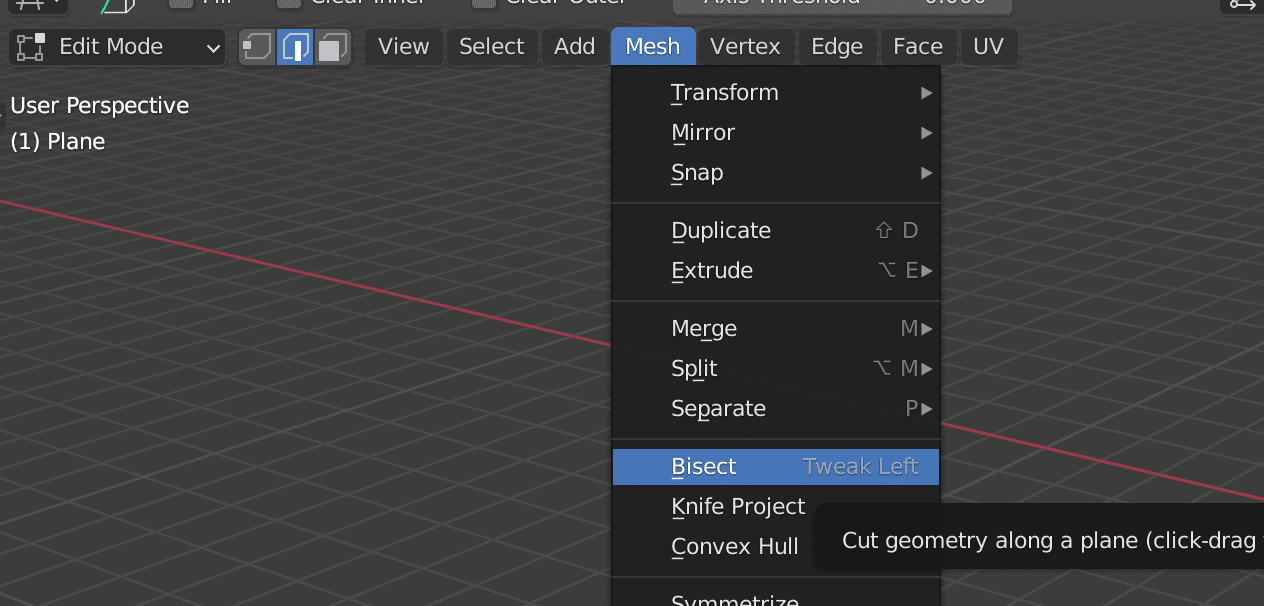 Fill Clear Inner Clear Outer Axis Threshold 0.000
Edit Mode View Select Add Mesh Vertex Edge Face UV
User Perspective
(1) Plane
Transform
Mirror
Snap
Duplicate ⇧ D
Extrude ⌥ E
Merge M
Split ⌥ M
Separate P
Bisect Tweak Left
Knife Project
Convex Hull
Cut geometry along a plane (click-drag
Symmetrize